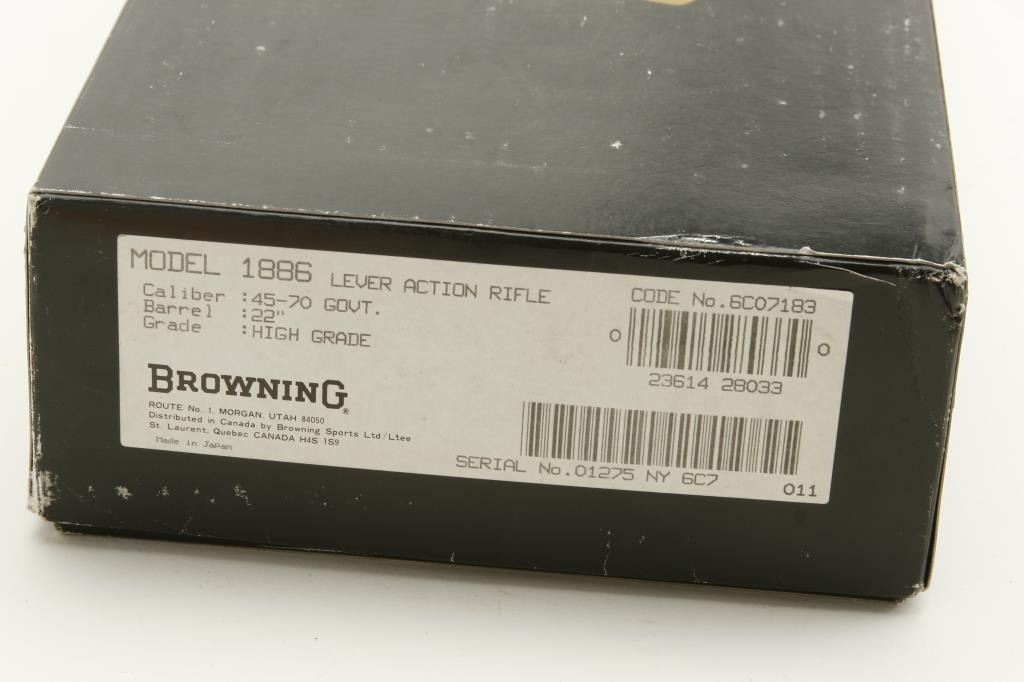 MODEL 1886 LEVER ACTION RIFLE
Caliber :45-70 GOVT.
Barrel :22"
Grade :HIGH GRADE
CODE No.6C07183
0 0
23614 28033
BROWNING®
ROUTE No. 1, MORGAN, UTAH 84050
Distributed in Canada by Browning Sports Ltd/Ltee
St. Laurent, Quebec CANADA H4S 1S9
Made in Japan
SERIAL No.01275 NY 6C7
011